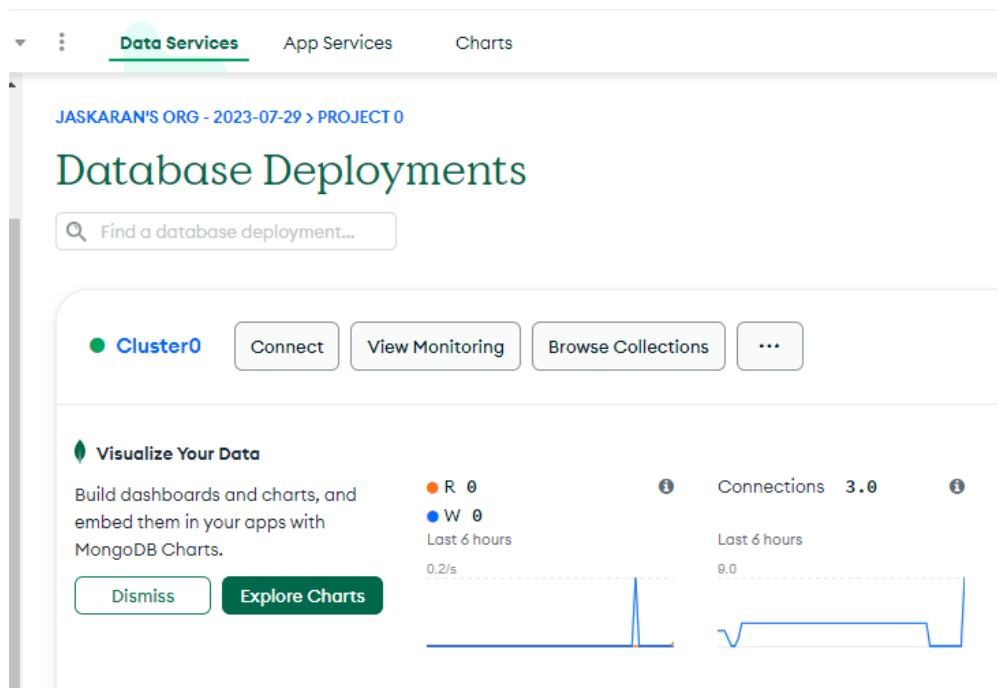 Data Services App Services Charts
JASKARAN'S ORG - 2023-07-29 > PROJECT 0
Database Deployments
Find a database deployment...
Cluster0 Connect View Monitoring Browse Collections ...
Visualize Your Data
Build dashboards and charts, and
embed them in your apps with
MongoDB Charts.
Dismiss Explore Charts
R 0
W 0
Last 6 hours
0.2/s
Connections 3.0
Last 6 hours
9.0